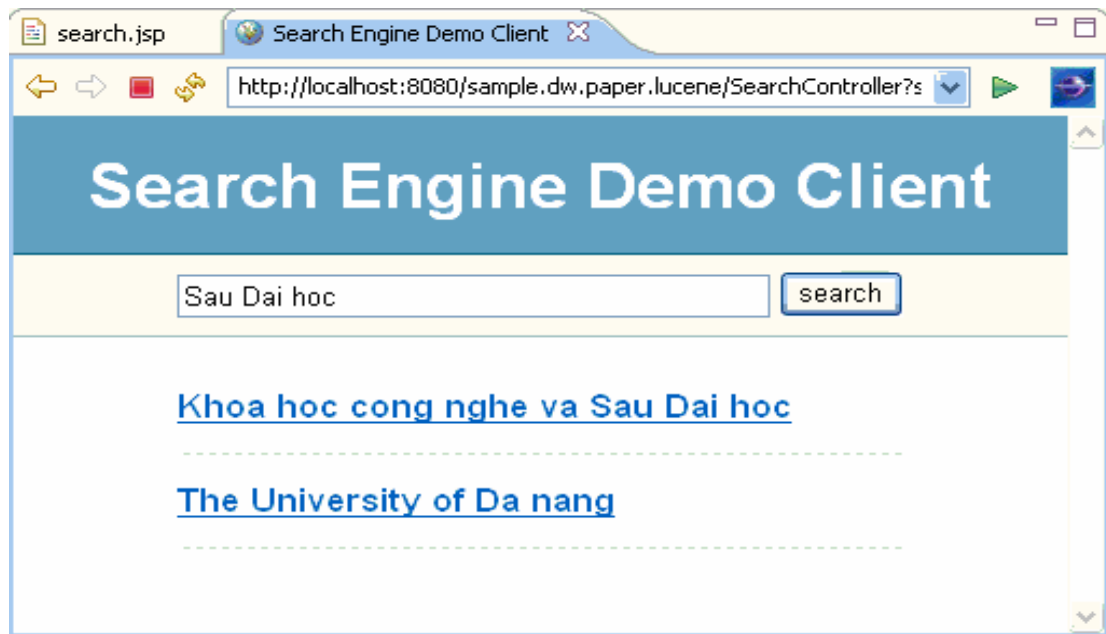 search.jsp
Search Engine Demo Client
http://localhost:8080/sample.dw.paper.lucene/SearchController?s
Search Engine Demo Client
Sau Dai hoc
search
Khoa hoc cong nghe va Sau Dai hoc
The University of Da nang